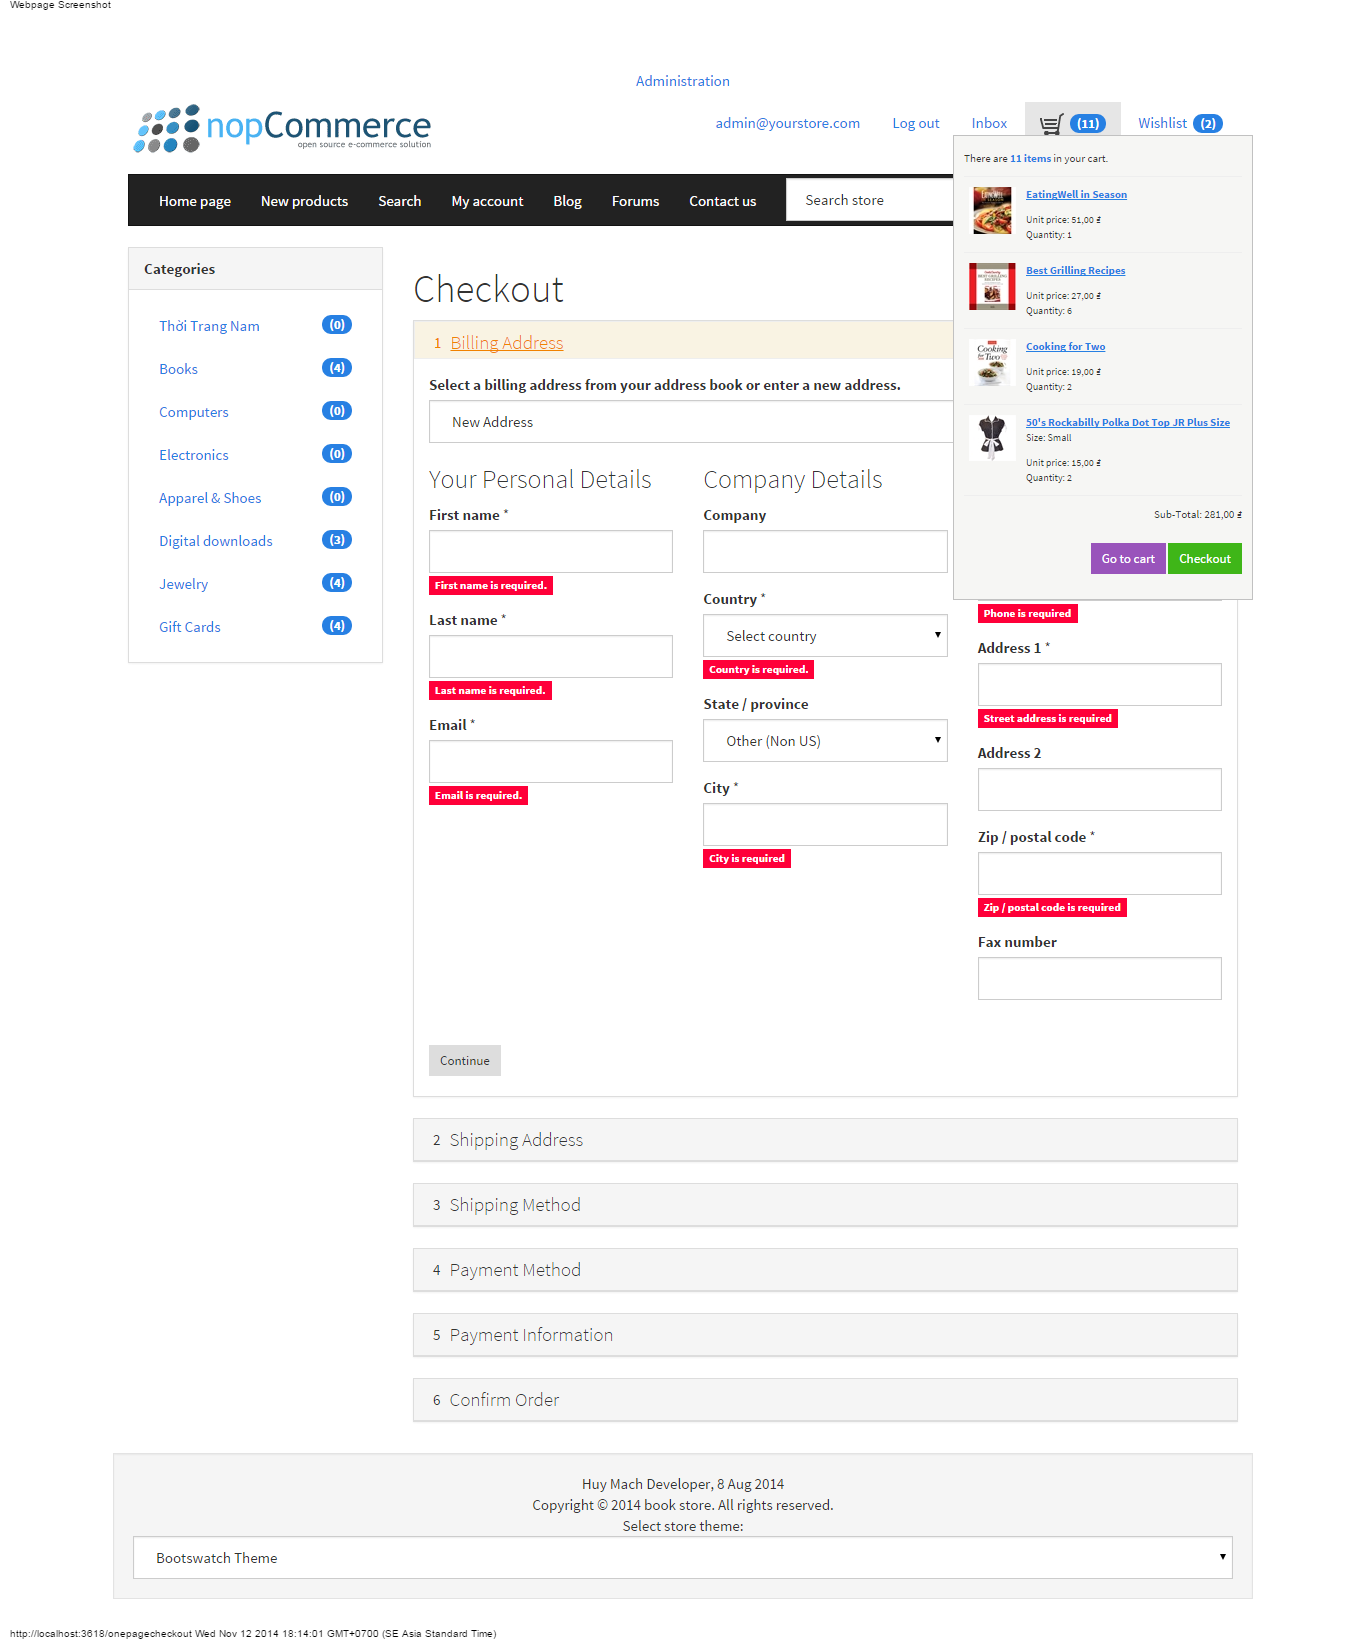 Webpage Screenshot
Administration
nopCommerce
open source e-commerce solution
admin@yourstore.com Log out Inbox (11) Wishlist (2)
There are 11 items in your cart.
EatingWell in Season
Unit price: 51,00 ₫
Quantity: 1
Best Grilling Recipes
Unit price: 27,00 ₫
Quantity: 6
Cooking for Two
Unit price: 19,00 ₫
Quantity: 2
50's Rockabilly Polka Dot Top JR Plus Size
Size: Small
Unit price: 15,00 ₫
Quantity: 2
Sub-Total: 281,00 ₫
Go to cart Checkout
Home page New products Search My account Blog Forums Contact us Search store
Categories
Thời Trang Nam (0)
Books (4)
Computers (0)
Electronics (0)
Apparel & Shoes (0)
Digital downloads (3)
Jewelry (4)
Gift Cards (4)
Checkout
1 Billing Address
Select a billing address from your address book or enter a new address.
New Address
Your Personal Details
First name *
First name is required.
Last name *
Last name is required.
Email *
Email is required.
Company Details
Company
Country *
Select country
Country is required.
State / province
Other (Non US)
City *
City is required
Phone is required
Address 1 *
Street address is required
Address 2
Zip / postal code *
Zip / postal code is required
Fax number
Continue
2 Shipping Address
3 Shipping Method
4 Payment Method
5 Payment Information
6 Confirm Order
Huy Mach Developer, 8 Aug 2014
Copyright © 2014 book store. All rights reserved.
Select store theme:
Bootswatch Theme
http://localhost:3618/onepagecheckout Wed Nov 12 2014 18:14:01 GMT+0700 (SE Asia Standard Time)